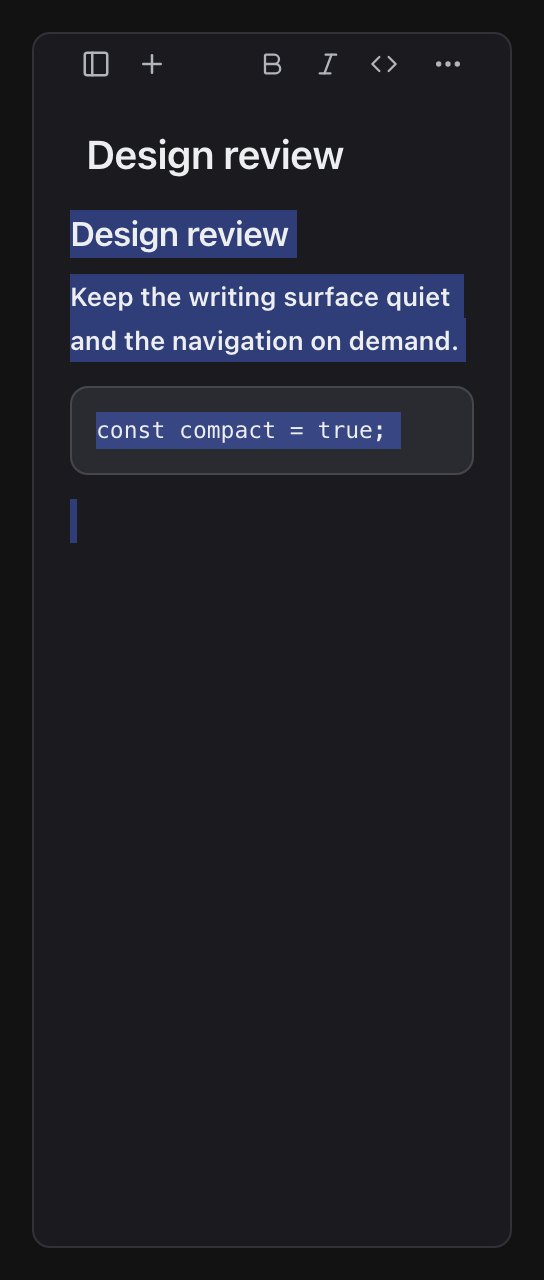 Design review
Design review
Keep the writing surface quiet
and the navigation on demand.
const compact = true;